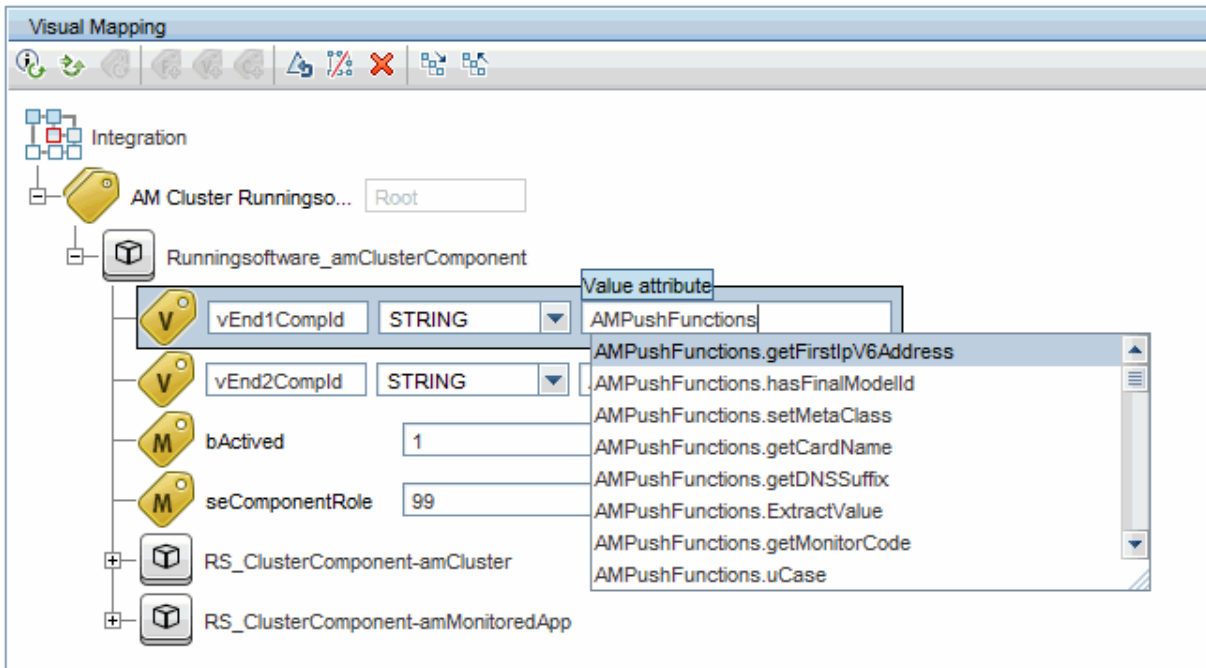 Visual Mapping
Integration
AM Cluster Runningso... Root
Runningsoftware_amClusterComponent
Value attribute
V vEnd1CompId STRING AMPushFunctions
AMPushFunctions.getFirstIpV6Address
V vEnd2CompId STRING
AMPushFunctions.hasFinalModelId
AMPushFunctions.setMetaClass
M bActived 1
AMPushFunctions.getCardName
AMPushFunctions.getDNSSuffix
M seComponentRole 99
AMPushFunctions.ExtractValue
AMPushFunctions.getMonitorCode
RS_ClusterComponent-amCluster
AMPushFunctions.uCase
RS_ClusterComponent-amMonitoredApp